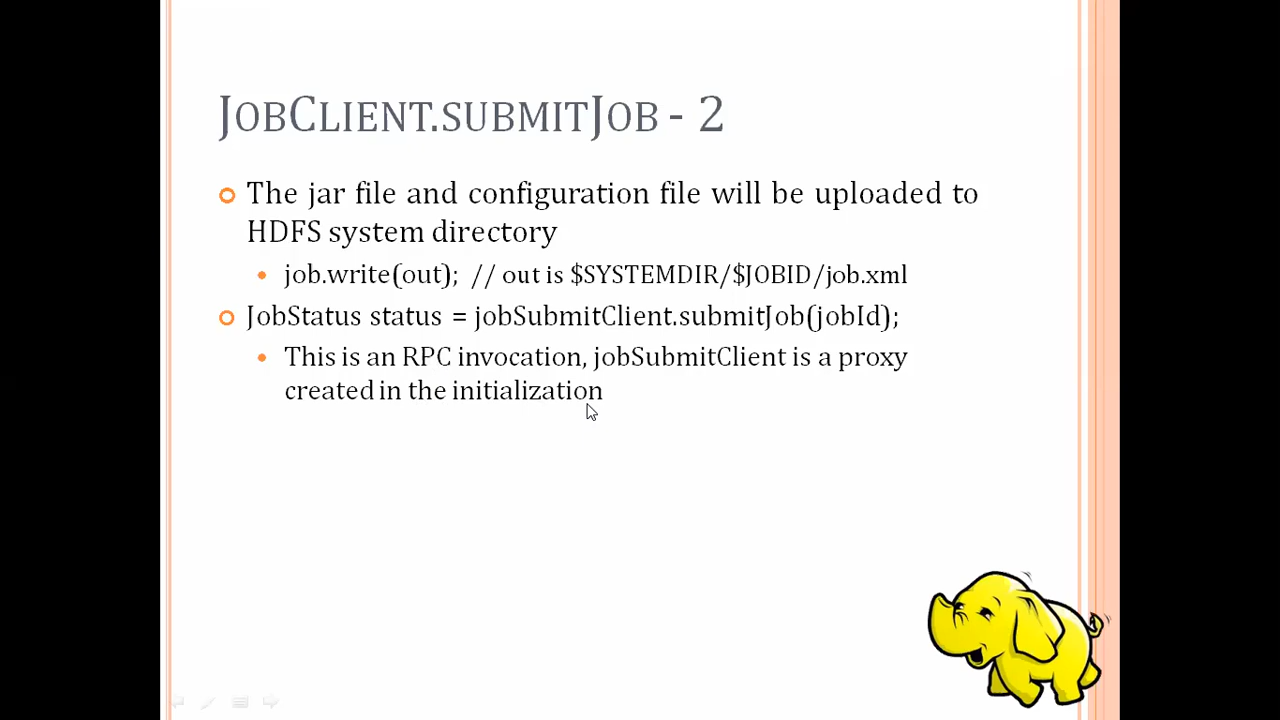 JOBCLIENT.SUBMITJOB - 2
The jar file and configuration file will be uploaded to
HDFS system directory
job.write(out); // out is $SYSTEMDIR/$JOBID/job.xml
JobStatus status = jobSubmitClient.submitJob(jobId);
This is an RPC invocation, jobSubmitClient is a proxy
created in the initialization